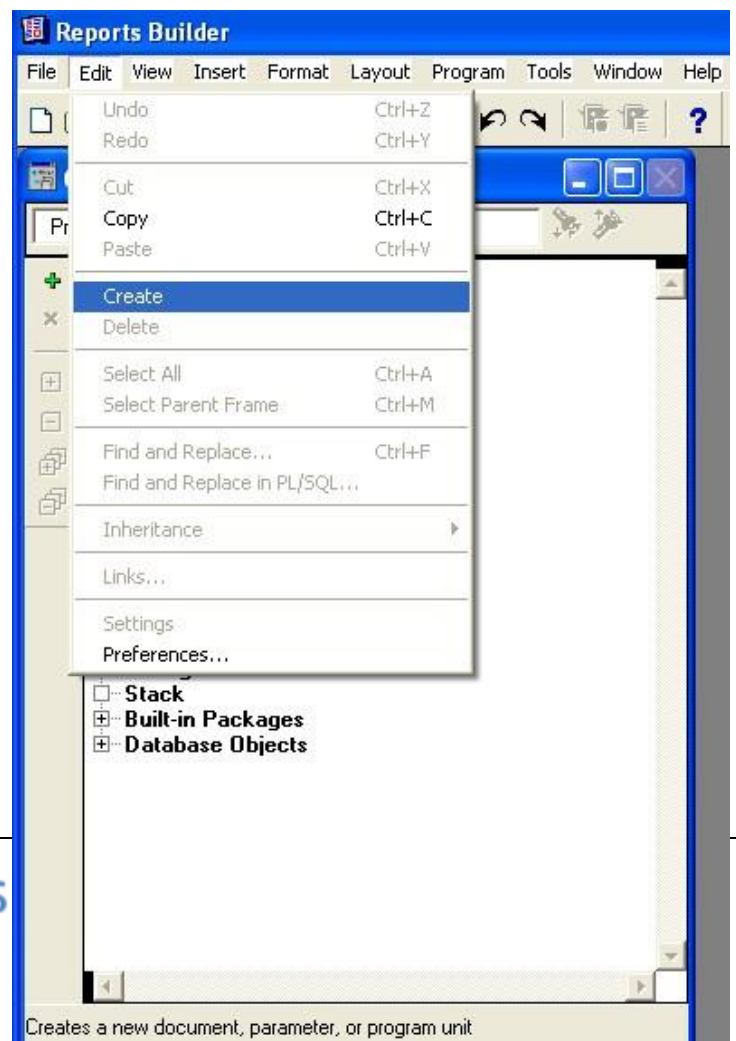 Reports Builder
File Edit View Insert Format Layout Program Tools Window Help
Undo Ctrl+Z
Redo Ctrl+Y
Cut Ctrl+X
Copy Ctrl+C
Paste Ctrl+V
Create
Delete
Select All Ctrl+A
Select Parent Frame Ctrl+M
Find and Replace... Ctrl+F
Find and Replace in PL/SQL...
Inheritance
Links...
Settings
Preferences...
Stack
Built-in Packages
Database Objects
Creates a new document, parameter, or program unit